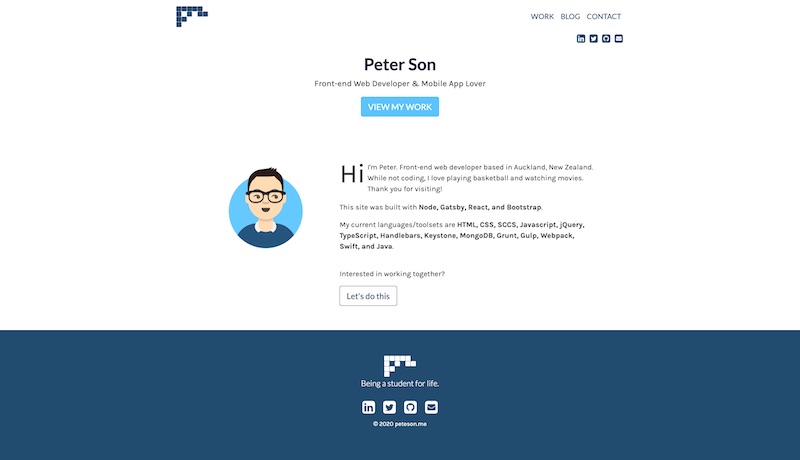 WORK BLOG CONTACT
Peter Son
Front-end Web Developer & Mobile App Lover
VIEW MY WORK
Hi I'm Peter. Front-end web developer based in Auckland, New Zealand.
While not coding, I love playing basketball and watching movies.
Thank you for visiting!
This site was built with Node, Gatsby, React, and Bootstrap.
My current languages/toolsets are HTML, CSS, SCCS, Javascript, jQuery,
TypeScript, Handlebars, Keystone, MongoDB, Grunt, Gulp, Webpack,
Swift, and Java.
Interested in working together?
Let's do this
Being a student for life.
© 2020 peteson.me